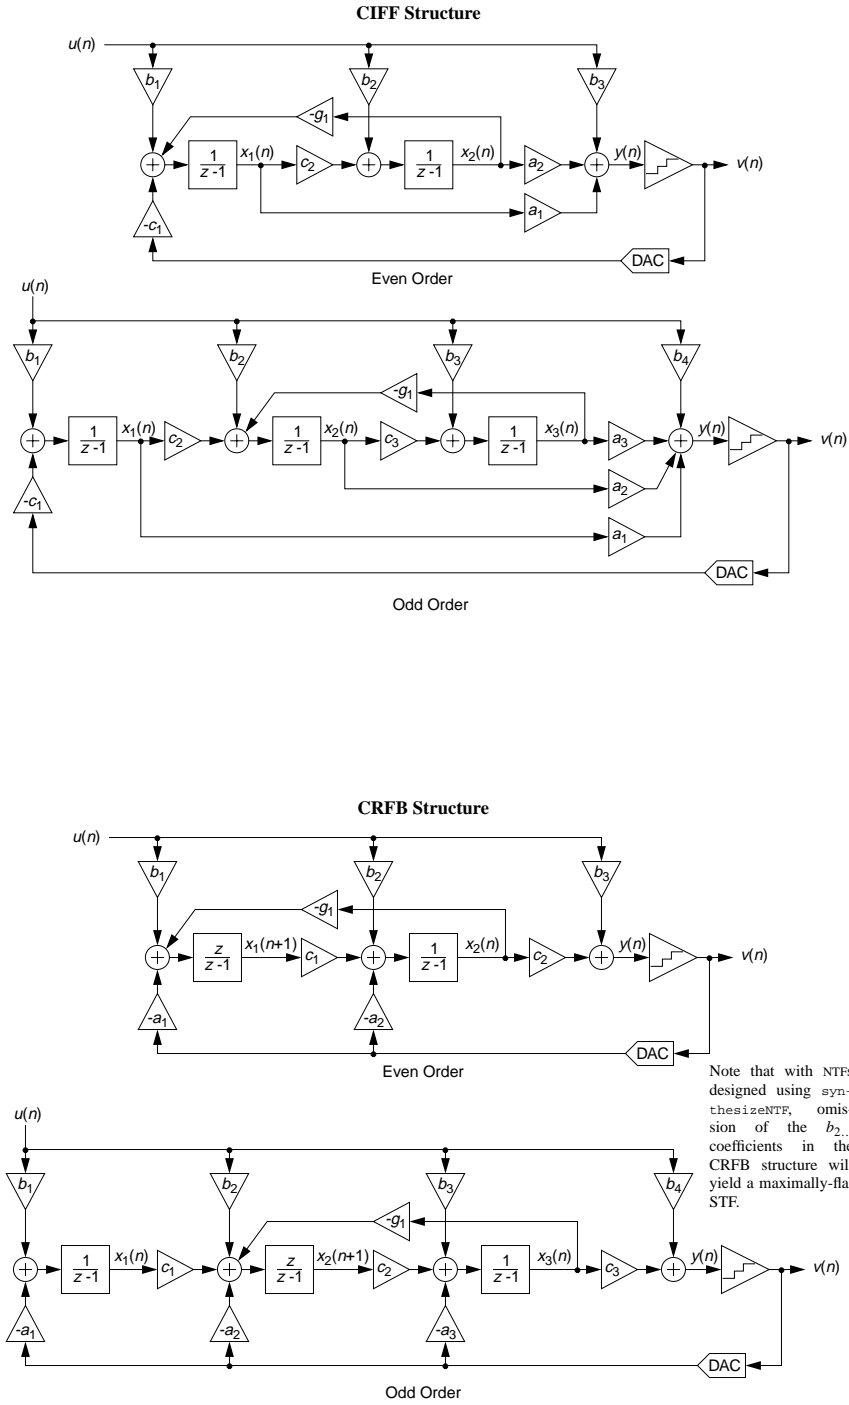 CIFF Structure
u(n)
b1 b2 b3
-g1
1/(z-1) x1(n) c2 1/(z-1) x2(n) a2 y(n) v(n)
a1
-c1
DAC
Even Order
u(n)
b1 b2 b3 b4
-g1
1/(z-1) x1(n) c2 1/(z-1) x2(n) c3 1/(z-1) x3(n) a3 y(n) v(n)
a2
-c1
a1
DAC
Odd Order
CRFB Structure
u(n)
b1 b2 b3
-g1
z/(z-1) x1(n+1) c1 1/(z-1) x2(n) c2 y(n) v(n)
-a1 -a2
DAC
Even Order
Note that with NTFs
designed using syn-
thesizeNTF, omis-
sion of the b2...
coefficients in the
CRFB structure will
yield a maximally-flat
STF.
u(n)
b1 b2 b3 b4
-g1
1/(z-1) x1(n) c1 z/(z-1) x2(n+1) c2 1/(z-1) x3(n) c3 y(n) v(n)
-a1 -a2 -a3
DAC
Odd Order